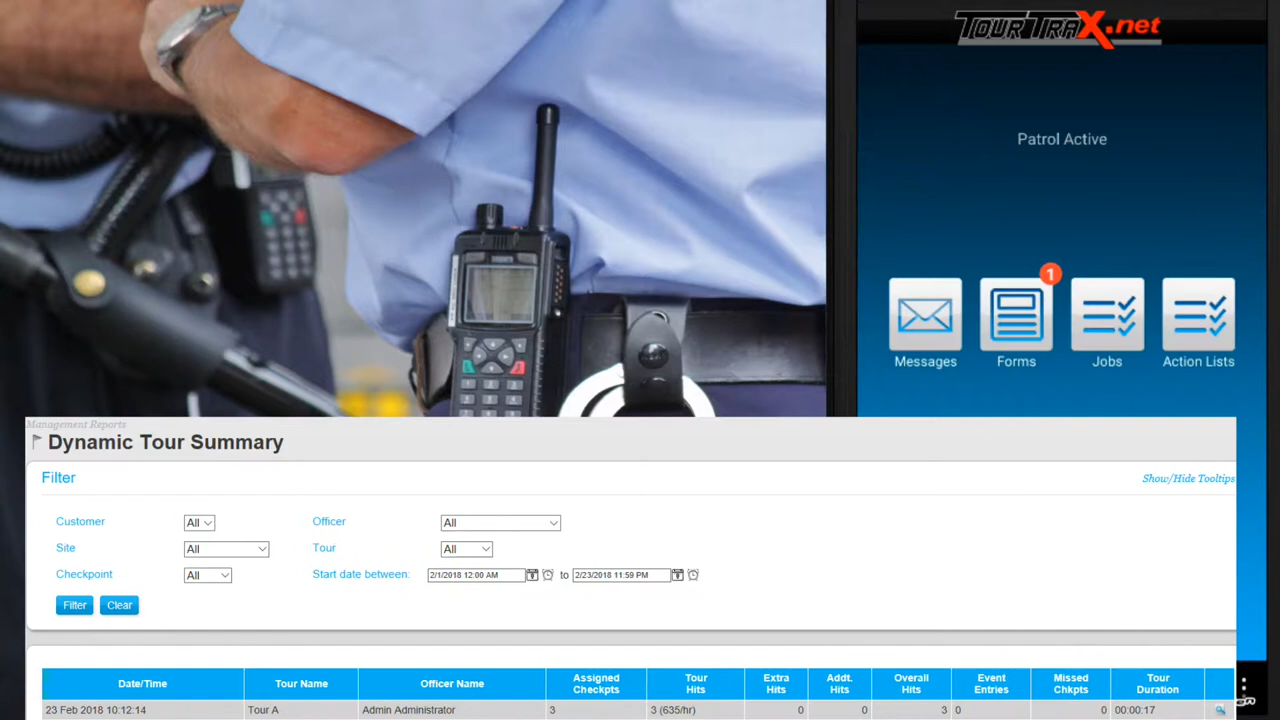 TOURTRAX.net
Patrol Active
1
Messages Forms Jobs Action Lists
Management Reports
Dynamic Tour Summary
Filter Show/Hide Tooltips
Customer All Officer All
Site All Tour All
Checkpoint All Start date between: 2/1/2018 12:00 AM to 2/23/2018 11:59 PM
Filter Clear
Date/Time Tour Name Officer Name Assigned Checkpts Tour Hits Extra Hits Addt. Hits Overall Hits Event Entries Missed Chkpts Tour Duration
23 Feb 2018 10:12:14 Tour A Admin Administrator 3 3 (635/hr) 0 0 3 0 0 00:00:17